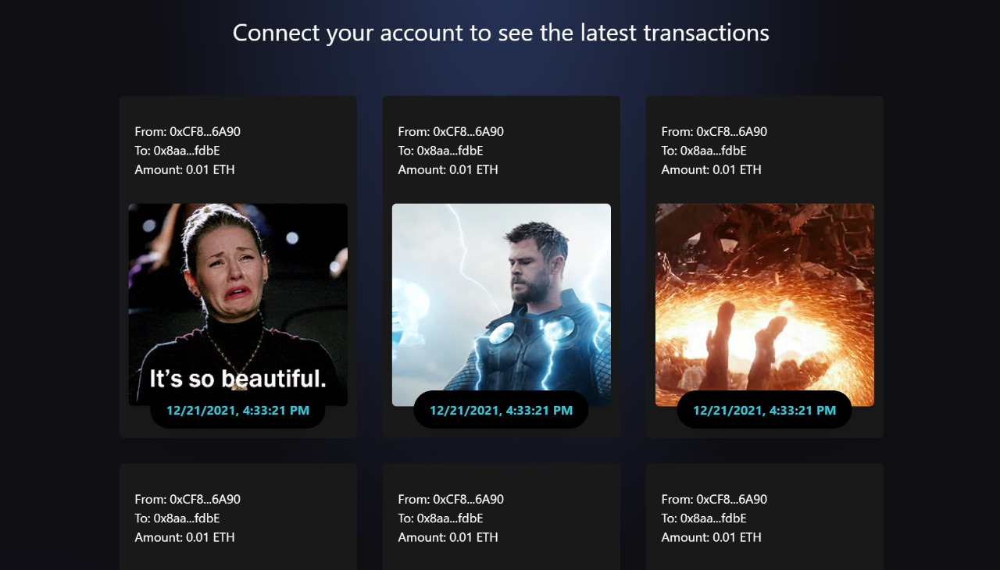 Connect your account to see the latest transactions
From: 0xCF8...6A90
To: 0x8aa...fdbE
Amount: 0.01 ETH
It's so beautiful.
12/21/2021, 4:33:21 PM
From: 0xCF8...6A90
To: 0x8aa...fdbE
Amount: 0.01 ETH
12/21/2021, 4:33:21 PM
From: 0xCF8...6A90
To: 0x8aa...fdbE
Amount: 0.01 ETH
12/21/2021, 4:33:21 PM
From: 0xCF8...6A90
To: 0x8aa...fdbE
Amount: 0.01 ETH
From: 0xCF8...6A90
To: 0x8aa...fdbE
Amount: 0.01 ETH
From: 0xCF8...6A90
To: 0x8aa...fdbE
Amount: 0.01 ETH